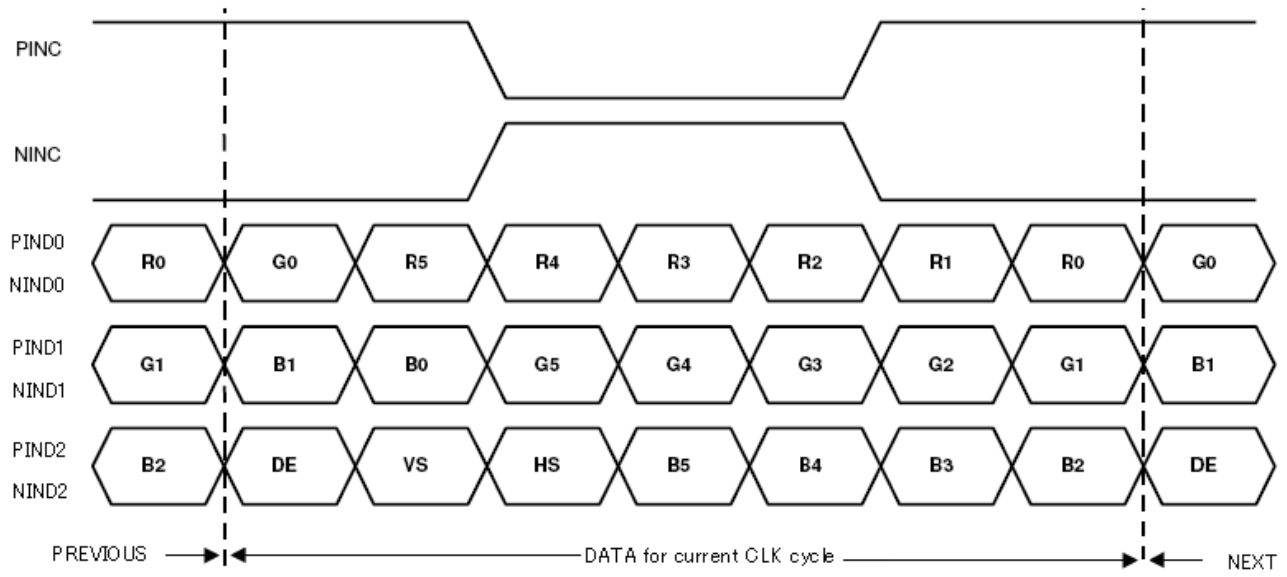 PINC
NINC
PIND0
NIND0
R0 G0 R5 R4 R3 R2 R1 R0 G0
PIND1
NIND1
G1 B1 B0 G5 G4 G3 G2 G1 B1
PIND2
NIND2
B2 DE VS HS B5 B4 B3 B2 DE
PREVIOUS DATA for current CLK cycle NEXT